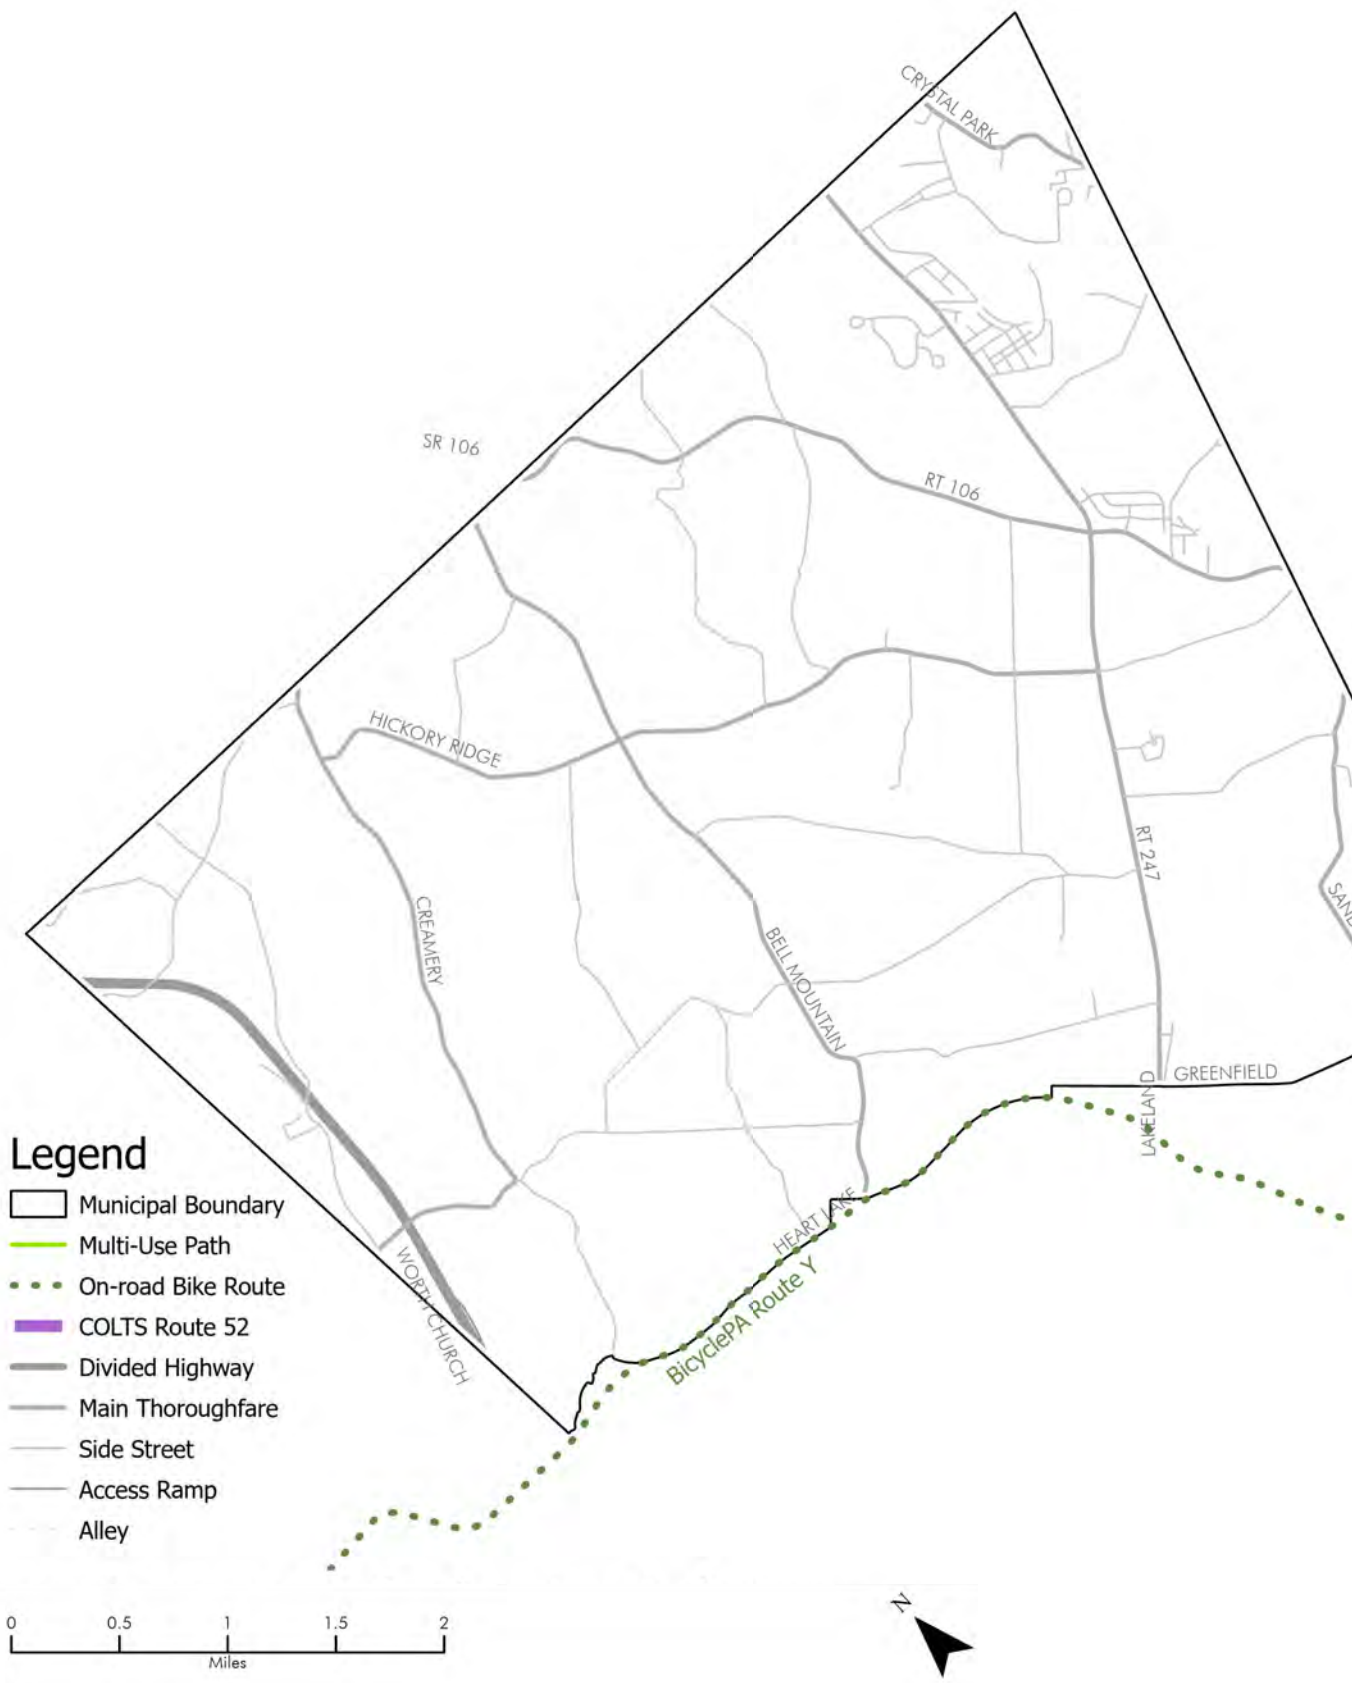 CRYSTAL PARK
SR 106
RT 106
HICKORY RIDGE
RT 247
CREAMERY
BELL MOUNTAIN
GREENFIELD
LAKELAND
HEART LAKE
BicyclePA Route Y
WORTH CHURCH
Legend
Municipal Boundary
Multi-Use Path
On-road Bike Route
COLTS Route 52
Divided Highway
Main Thoroughfare
Side Street
Access Ramp
Alley
0 0.5 1 1.5 2
Miles
N